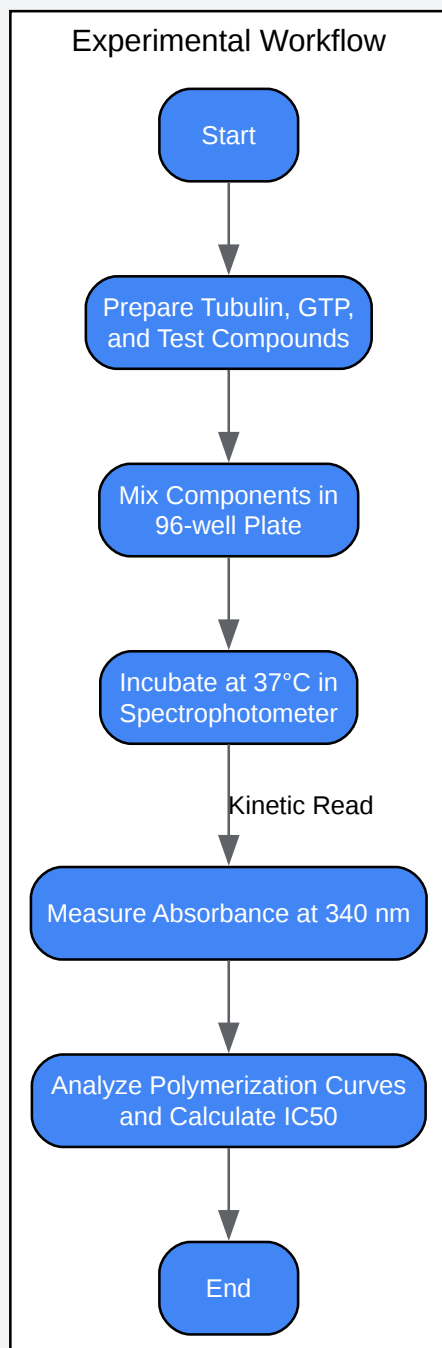 Experimental Workflow
Start
Prepare Tubulin, GTP,
and Test Compounds
Mix Components in
96-well Plate
Incubate at 37°C in
Spectrophotometer
Kinetic Read
Measure Absorbance at 340 nm
Analyze Polymerization Curves
and Calculate IC50
End